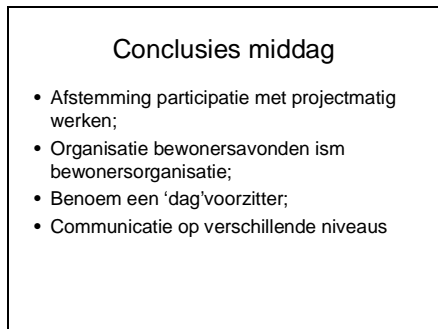 Conclusies middag
• Afstemming participatie met projectmatig
werken;
• Organisatie bewonersavonden ism
bewonersorganisatie;
• Benoem een ‘dag’voorzitter;
• Communicatie op verschillende niveaus